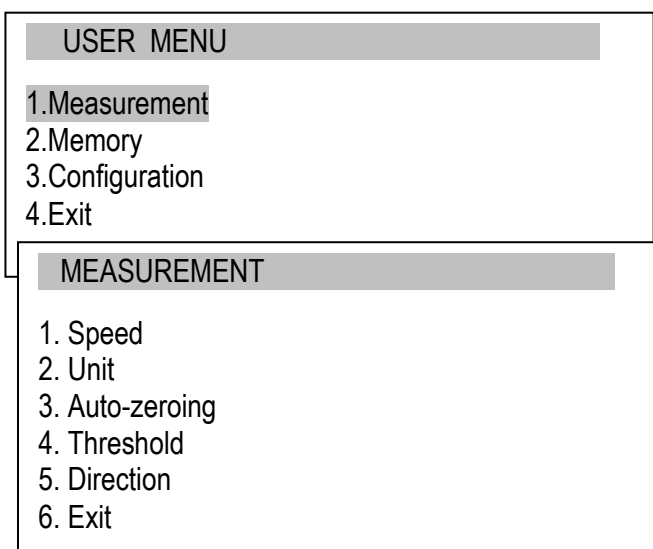 USER MENU
1.Measurement
2.Memory
3.Configuration
4.Exit
MEASUREMENT
1. Speed
2. Unit
3. Auto-zeroing
4. Threshold
5. Direction
6. Exit